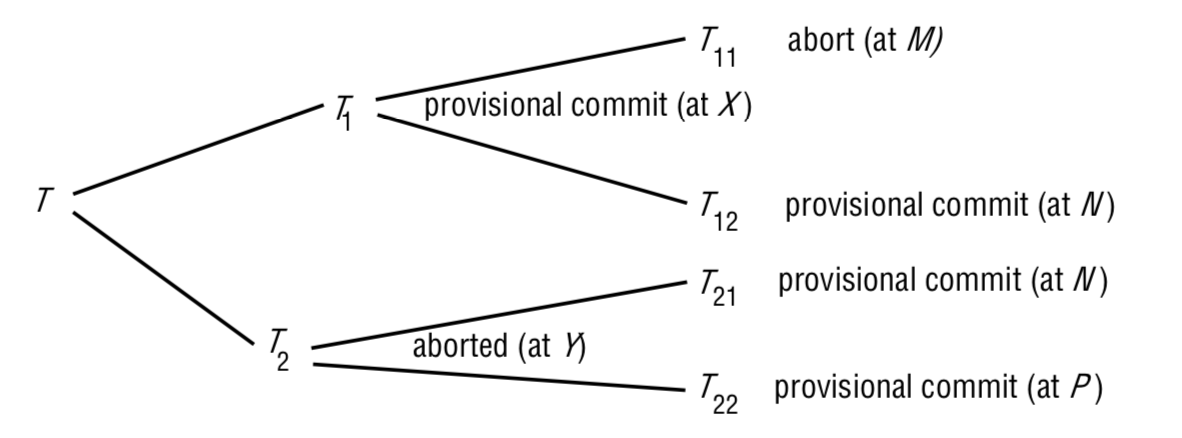 T₁₁ abort (at M)
T₁ provisional commit (at X)
T
T₁₂ provisional commit (at N)
T₂₁ provisional commit (at N)
T₂ aborted (at Y)
T₂₂ provisional commit (at P)